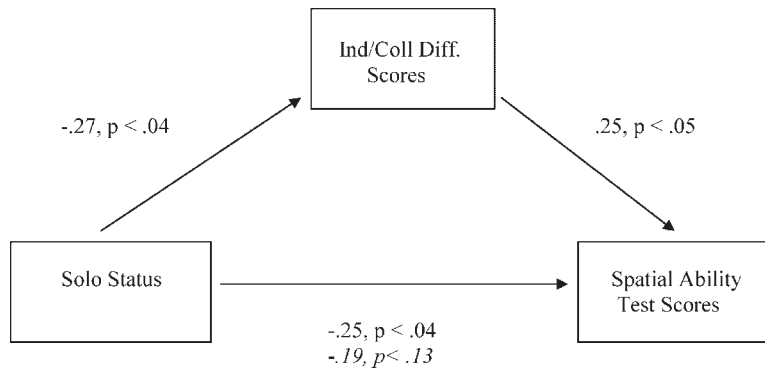 Ind/Coll Diff.
Scores
-.27, p < .04
.25, p < .05
Solo Status
Spatial Ability
Test Scores
-.25, p < .04
-.19, p< .13